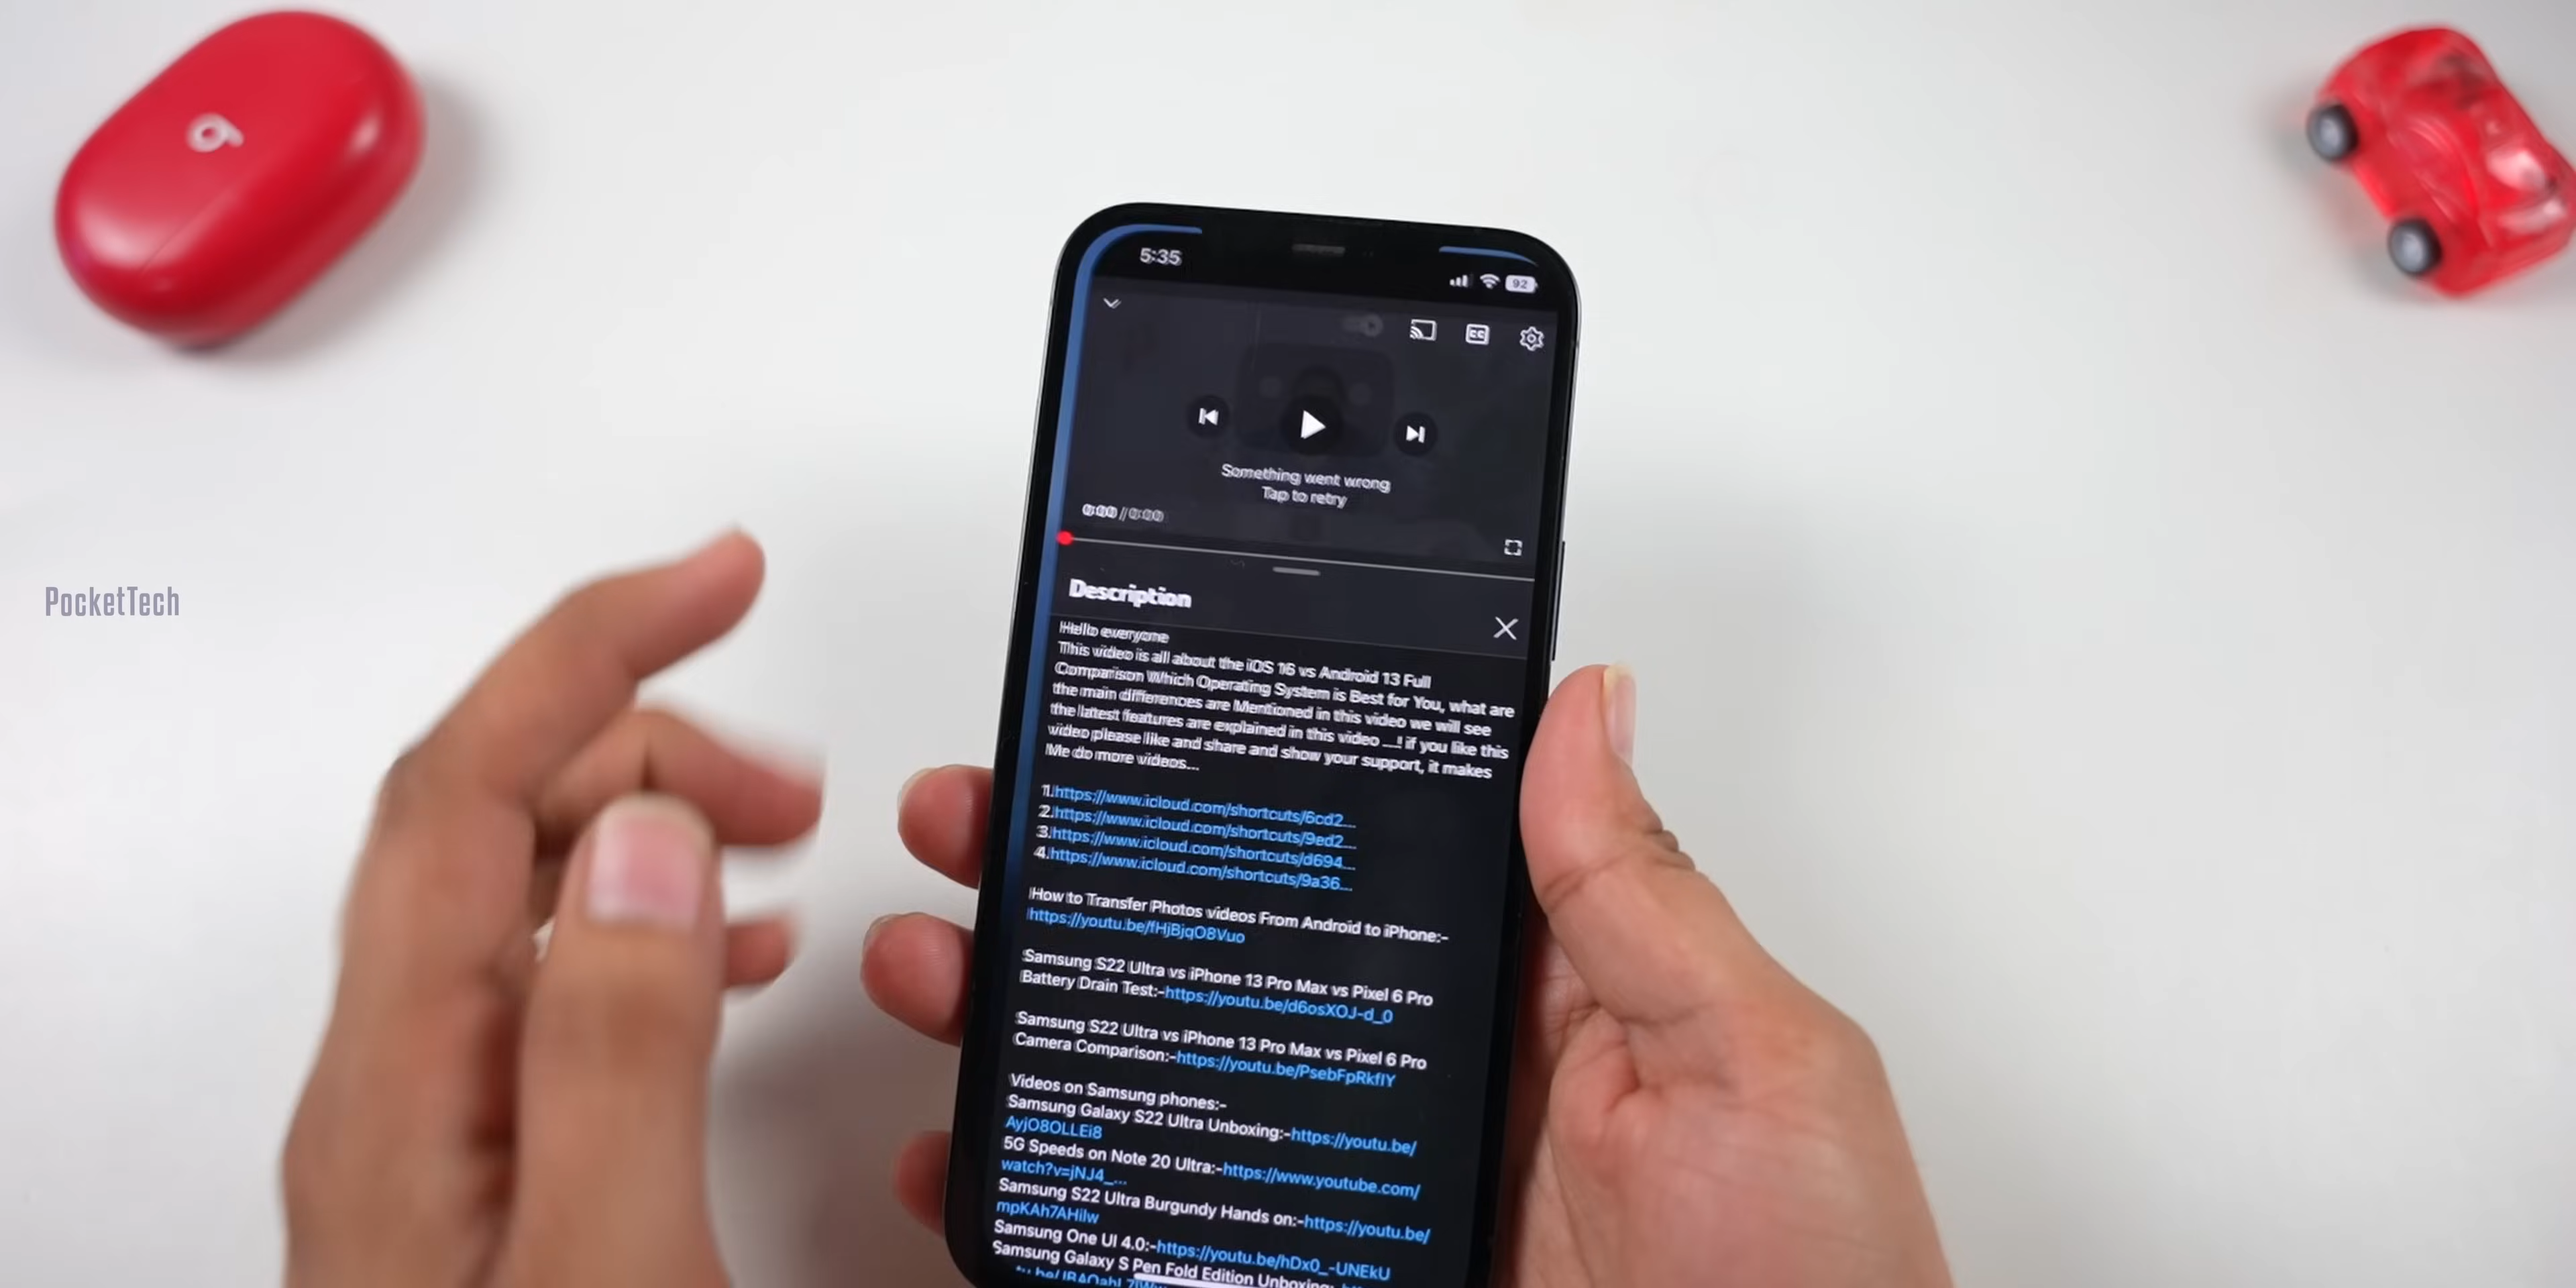 PocketTech
5:35
92
CC
Something went wrong
Tap to retry
0:00 / 0:00
Description
Hello everyone
This video is all about the iOS 16 vs Android 13 Full
Comparison Which Operating System is Best for You, what are
the main differences are Mentioned in this video we will see
the latest features are explained in this video ....! if you like this
video please like and share and show your support, it makes
Me do more videos...
1.https://www.icloud.com/shortcuts/6cd2...
2.https://www.icloud.com/shortcuts/9ed2...
3.https://www.icloud.com/shortcuts/d694...
4.https://www.icloud.com/shortcuts/9a36...
How to Transfer Photos videos From Android to iPhone:-
https://youtu.be/fHjBjqO8Vuo
Samsung S22 Ultra vs iPhone 13 Pro Max vs Pixel 6 Pro
Battery Drain Test:-https://youtu.be/d6osXOJ-d_0
Samsung S22 Ultra vs iPhone 13 Pro Max vs Pixel 6 Pro
Camera Comparison:-https://youtu.be/PsebFpRkfIY
Videos on Samsung phones:-
Samsung Galaxy S22 Ultra Unboxing:-https://youtu.be/
AyjO8OLLEi8
5G Speeds on Note 20 Ultra:-https://www.youtube.com/
watch?v=jNJ4_...
Samsung S22 Ultra Burgundy Hands on:-https://youtu.be/
mpKAh7AHilw
Samsung One UI 4.0:-https://youtu.be/hDx0_-UNEkU
Samsung Galaxy S Pen Fold Edition Unboxing:-